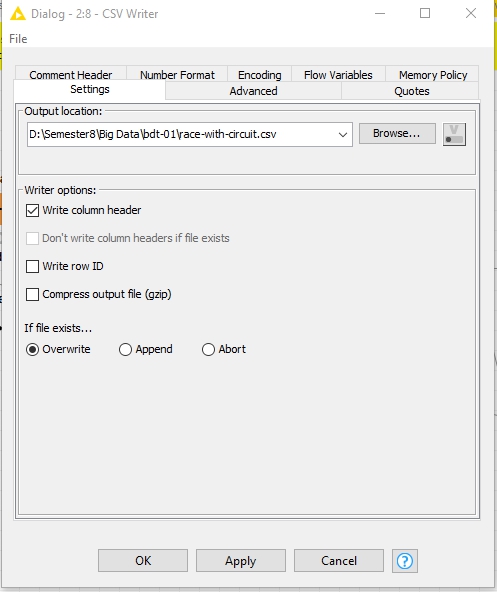 Dialog - 2:8 - CSV Writer
File
Comment Header Number Format Encoding Flow Variables Memory Policy
Settings Advanced Quotes
Output location:
D:\Semester8\Big Data\bdt-01\race-with-circuit.csv Browse... V
Writer options:
Write column header
Don't write column headers if file exists
Write row ID
Compress output file (gzip)
If file exists...
Overwrite Append Abort
OK Apply Cancel ?